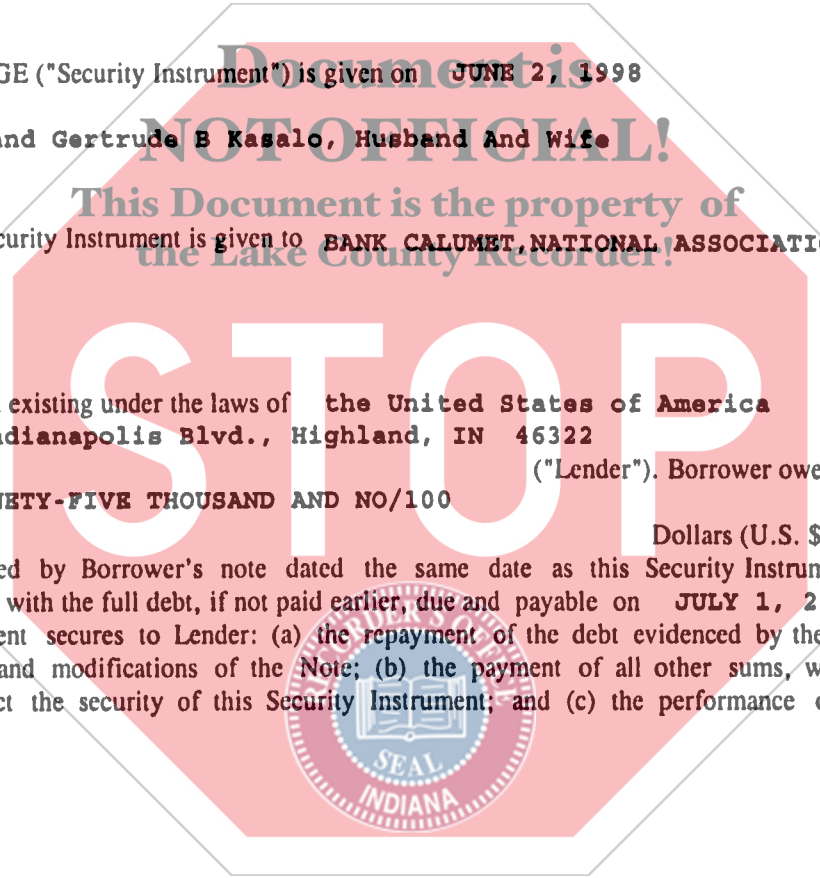 GE ("Security Instrument") is given on JUNE 2, 1998
Document is
and Gertrude B Kasalo, Husband And Wife
NOT OFFICIAL!
This Document is the property of
curity Instrument is given to BANK CALUMET, NATIONAL ASSOCIATIO
the Lake County Recorder!
STOP
existing under the laws of the United States of America
ndianapolis Blvd., Highland, IN 46322
("Lender"). Borrower owe
NETY-FIVE THOUSAND AND NO/100
Dollars (U.S. $
ed by Borrower's note dated the same date as this Security Instrum
with the full debt, if not paid earlier, due and payable on JULY 1, 2
ent secures to Lender: (a) the repayment of the debt evidenced by the
and modifications of the Note; (b) the payment of all other sums, w
ct the security of this Security Instrument; and (c) the performance o
RECORDER'S OFFICE
SEAL
INDIANA